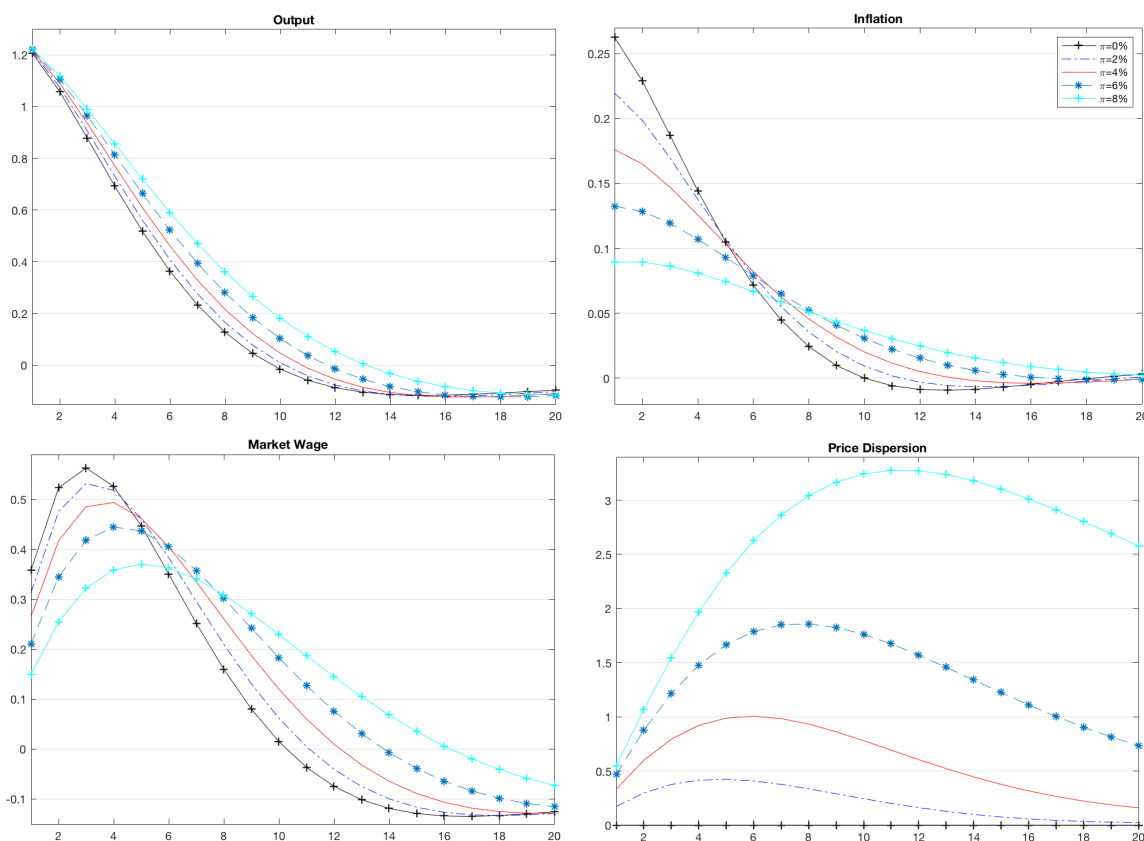 Output
1.2
1
0.8
0.6
0.4
0.2
0
2 4 6 8 10 12 14 16 18 20
Inflation
0.25
0.2
0.15
0.1
0.05
0
2 4 6 8 10 12 14 16 18 20
π=0%
π=2%
π=4%
π=6%
π=8%
Market Wage
0.5
0.4
0.3
0.2
0.1
0
-0.1
2 4 6 8 10 12 14 16 18 20
Price Dispersion
3
2.5
2
1.5
1
0.5
0
2 4 6 8 10 12 14 16 18 20